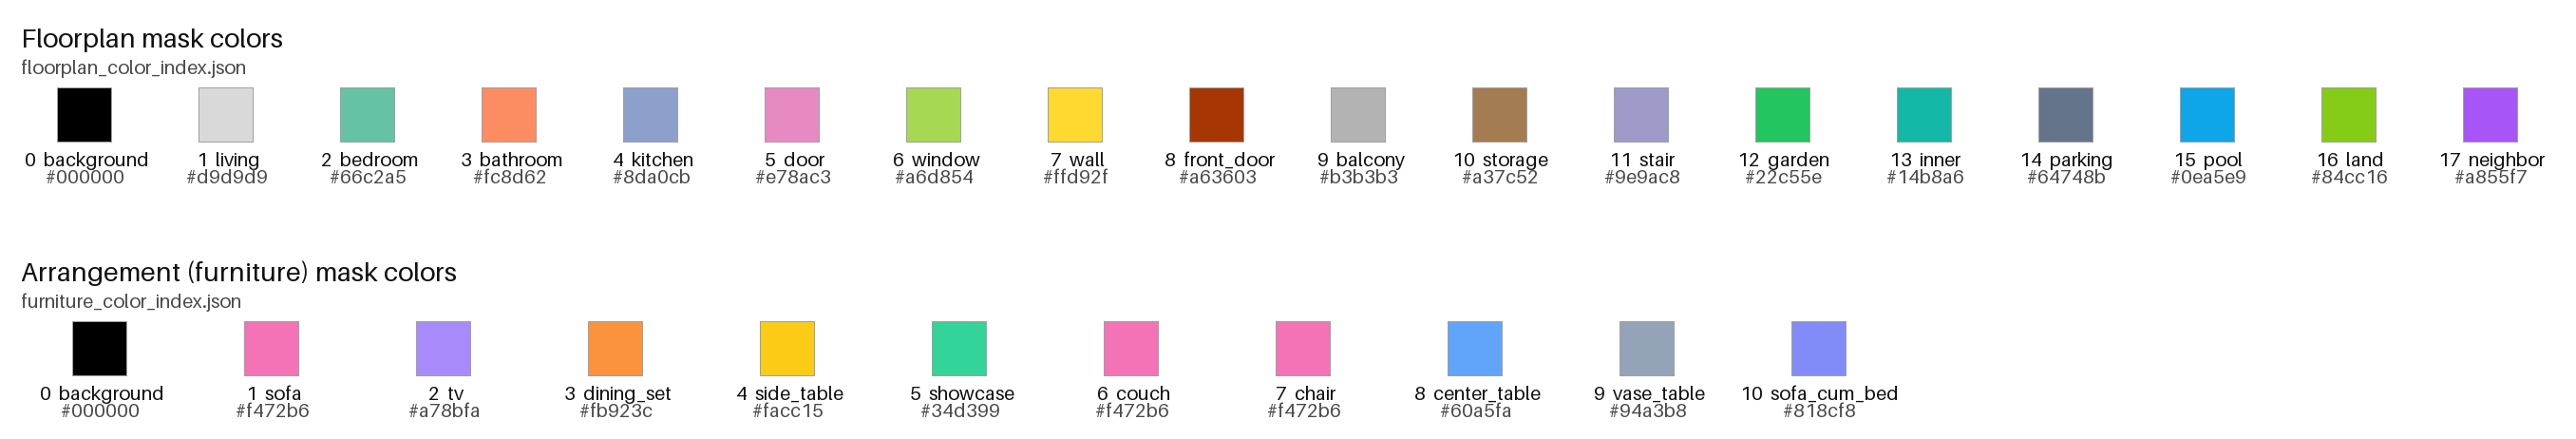 Floorplan mask colors
floorplan_color_index.json
0 background 1 living 2 bedroom 3 bathroom 4 kitchen 5 door 6 window 7 wall 8 front_door 9 balcony 10 storage 11 stair 12 garden 13 inner 14 parking 15 pool 16 land 17 neighbor
#000000 #d9d9d9 #66c2a5 #fc8d62 #8da0cb #e78ac3 #a6d854 #ffd92f #a63603 #b3b3b3 #a37c52 #9e9ac8 #22c55e #14b8a6 #64748b #0ea5e9 #84cc16 #a855f7
Arrangement (furniture) mask colors
furniture_color_index.json
0 background 1 sofa 2 tv 3 dining_set 4 side_table 5 showcase 6 couch 7 chair 8 center_table 9 vase_table 10 sofa_cum_bed
#000000 #f472b6 #a78bfa #fb923c #facc15 #34d399 #f472b6 #f472b6 #60a5fa #94a3b8 #818cf8